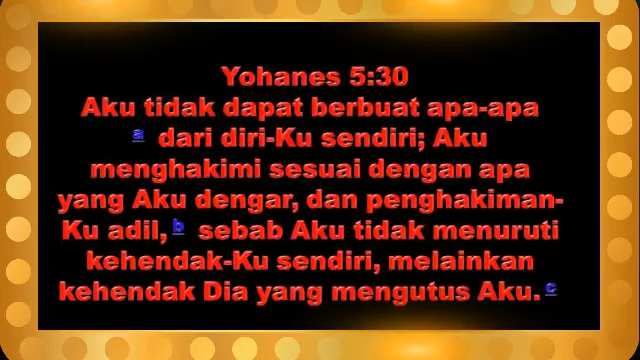 Yohanes 5:30
Aku tidak dapat berbuat apa-apa
a dari diri-Ku sendiri; Aku
menghakimi sesuai dengan apa
yang Aku dengar, dan penghakiman-
Ku adil, b sebab Aku tidak menuruti
kehendak-Ku sendiri, melainkan
kehendak Dia yang mengutus Aku. c